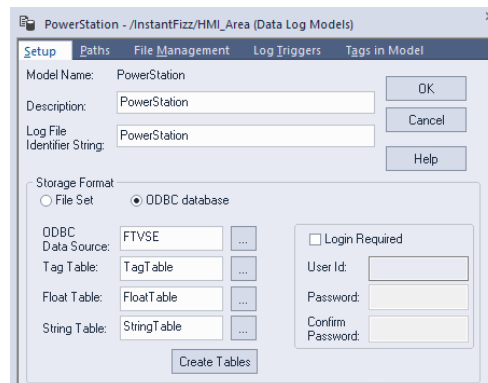 PowerStation - /InstantFizz/HMI_Area (Data Log Models)
Setup Paths File Management Log Triggers Tags in Model
Model Name: PowerStation
OK
Description: PowerStation
Cancel
Log File
Identifier String: PowerStation
Help
Storage Format
File Set ODBC database
ODBC
Data Source: FTVSE ... Login Required
Tag Table: TagTable ... User Id:
Float Table: FloatTable ... Password:
String Table: StringTable ... Confirm
Password:
Create Tables